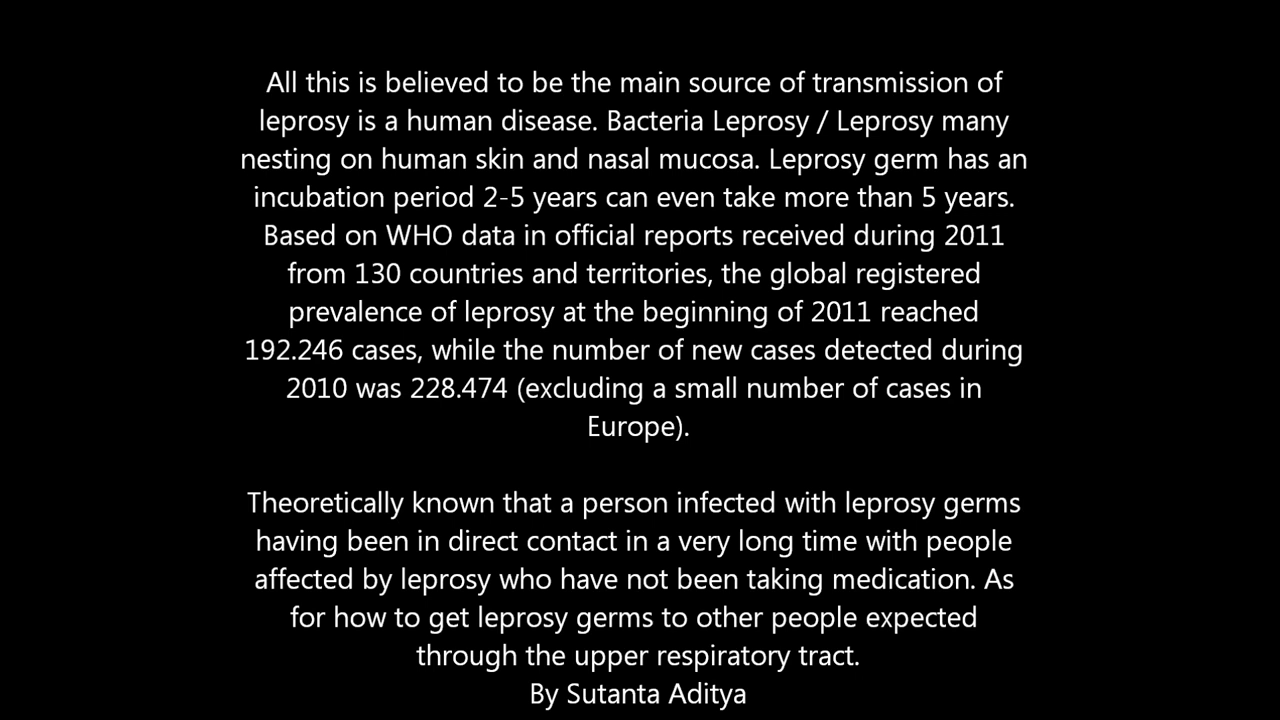 All this is believed to be the main source of transmission of
leprosy is a human disease. Bacteria Leprosy / Leprosy many
nesting on human skin and nasal mucosa. Leprosy germ has an
incubation period 2-5 years can even take more than 5 years.
Based on WHO data in official reports received during 2011
from 130 countries and territories, the global registered
prevalence of leprosy at the beginning of 2011 reached
192.246 cases, while the number of new cases detected during
2010 was 228.474 (excluding a small number of cases in
Europe).
Theoretically known that a person infected with leprosy germs
having been in direct contact in a very long time with people
affected by leprosy who have not been taking medication. As
for how to get leprosy germs to other people expected
through the upper respiratory tract.
By Sutanta Aditya